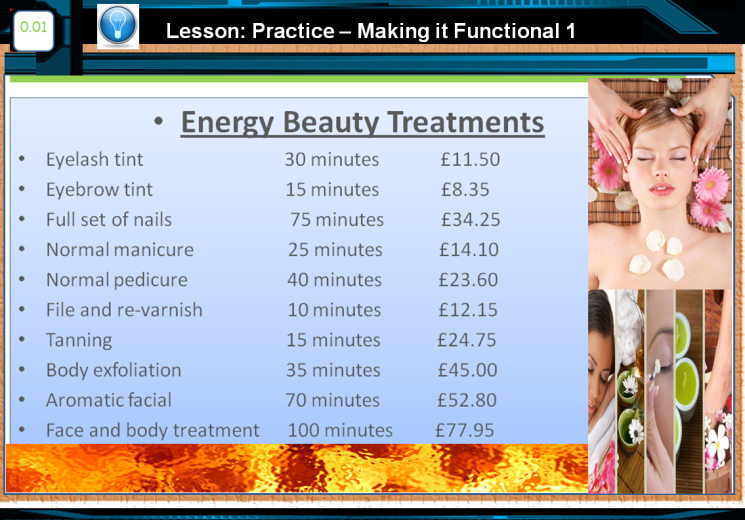 0.01
Lesson: Practice – Making it Functional 1
• Energy Beauty Treatments
• Eyelash tint 30 minutes £11.50
• Eyebrow tint 15 minutes £8.35
• Full set of nails 75 minutes £34.25
• Normal manicure 25 minutes £14.10
• Normal pedicure 40 minutes £23.60
• File and re-varnish 10 minutes £12.15
• Tanning 15 minutes £24.75
• Body exfoliation 35 minutes £45.00
• Aromatic facial 70 minutes £52.80
• Face and body treatment 100 minutes £77.95